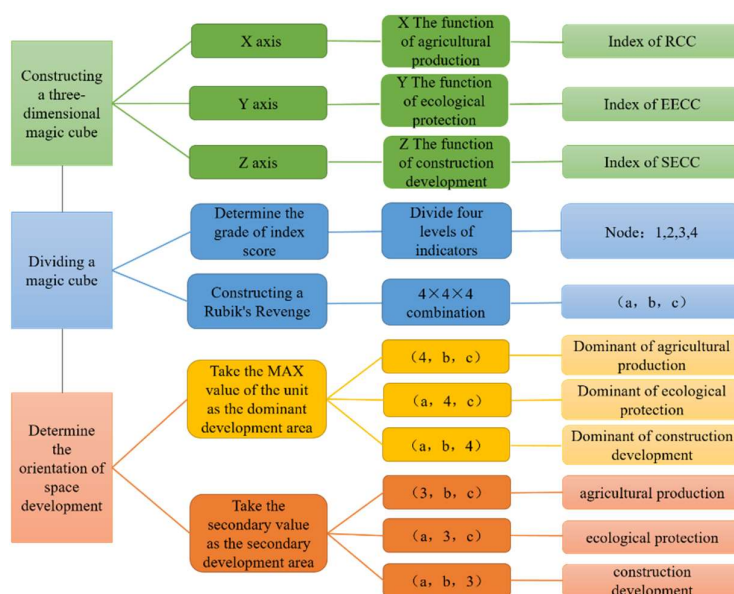 Constructing
a three-
dimensional
magic cube
X axis
X The function
of agricultural
production
Index of RCC
Y axis
Y The function
of ecological
protection
Index of EECC
Z axis
Z The function
of construction
development
Index of SECC
Dividing a
magic cube
Determine the
grade of index
score
Divide four
levels of
indicators
Node：1,2,3,4
Constructing a
Rubik's Revenge
4×4×4
combination
（a，b，c）
Determine
the
orientation of
space
development
Take the MAX
value of the unit
as the dominant
development area
（4，b，c）
Dominant of agricultural
production
（a，4，c）
Dominant of ecological
protection
（a，b，4）
Dominant of construction
development
Take the
secondary value
as the secondary
development area
（3，b，c）
agricultural production
（a，3，c）
ecological protection
（a，b，3）
construction
development